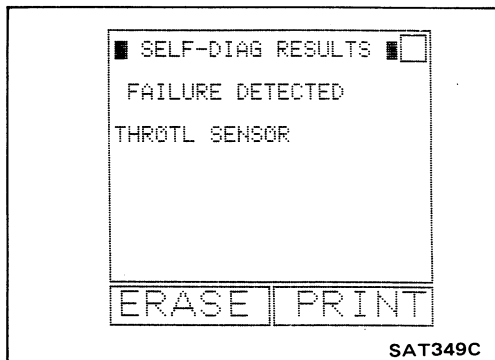 SELF-DIAG RESULTS
FAILURE DETECTED
THROTL SENSOR
ERASE PRINT
SAT349C